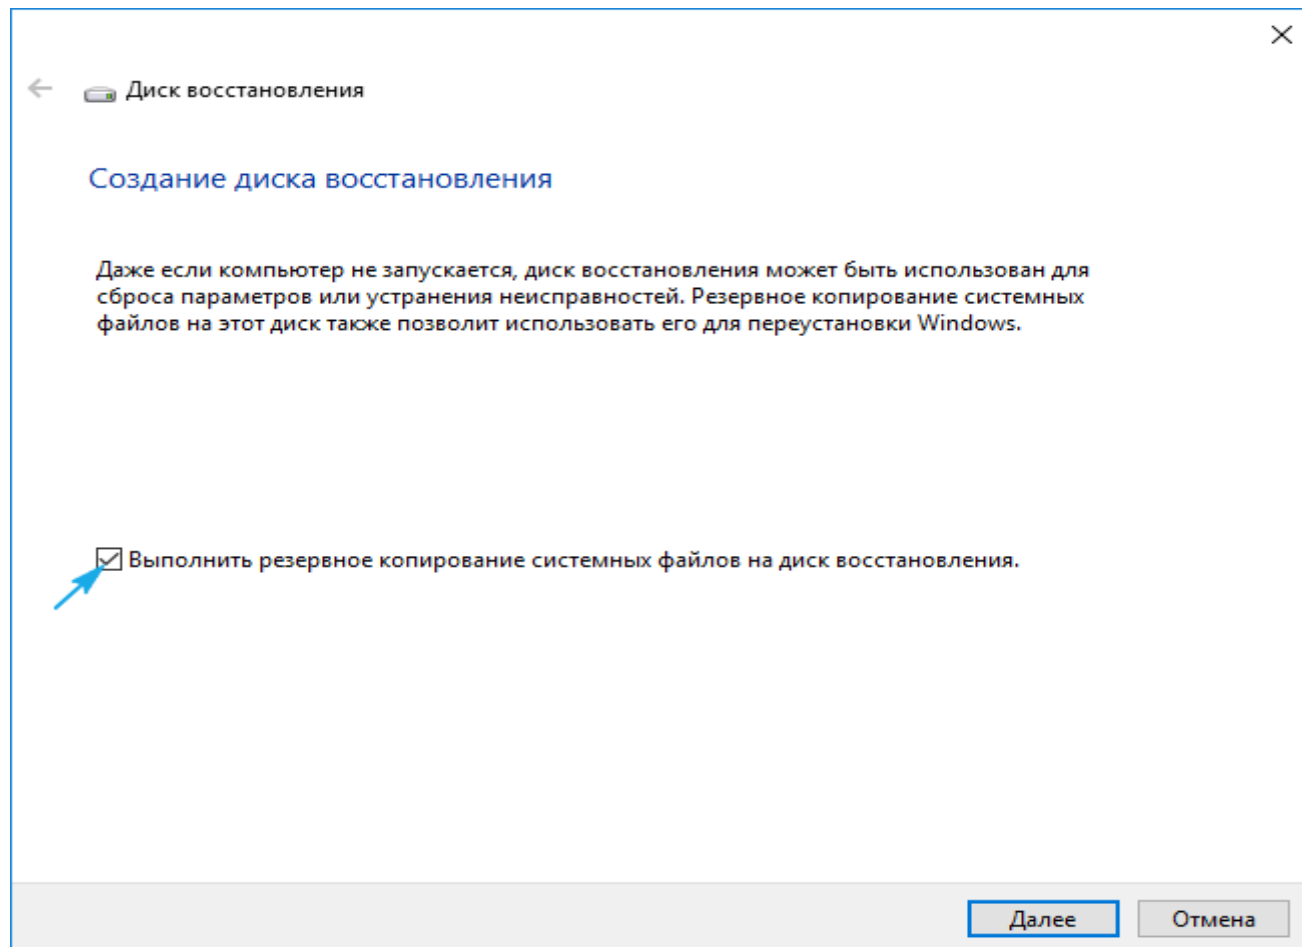 Диск восстановления
Создание диска восстановления
Даже если компьютер не запускается, диск восстановления может быть использован для
сброса параметров или устранения неисправностей. Резервное копирование системных
файлов на этот диск также позволит использовать его для переустановки Windows.
Выполнить резервное копирование системных файлов на диск восстановления.
Далее
Отмена